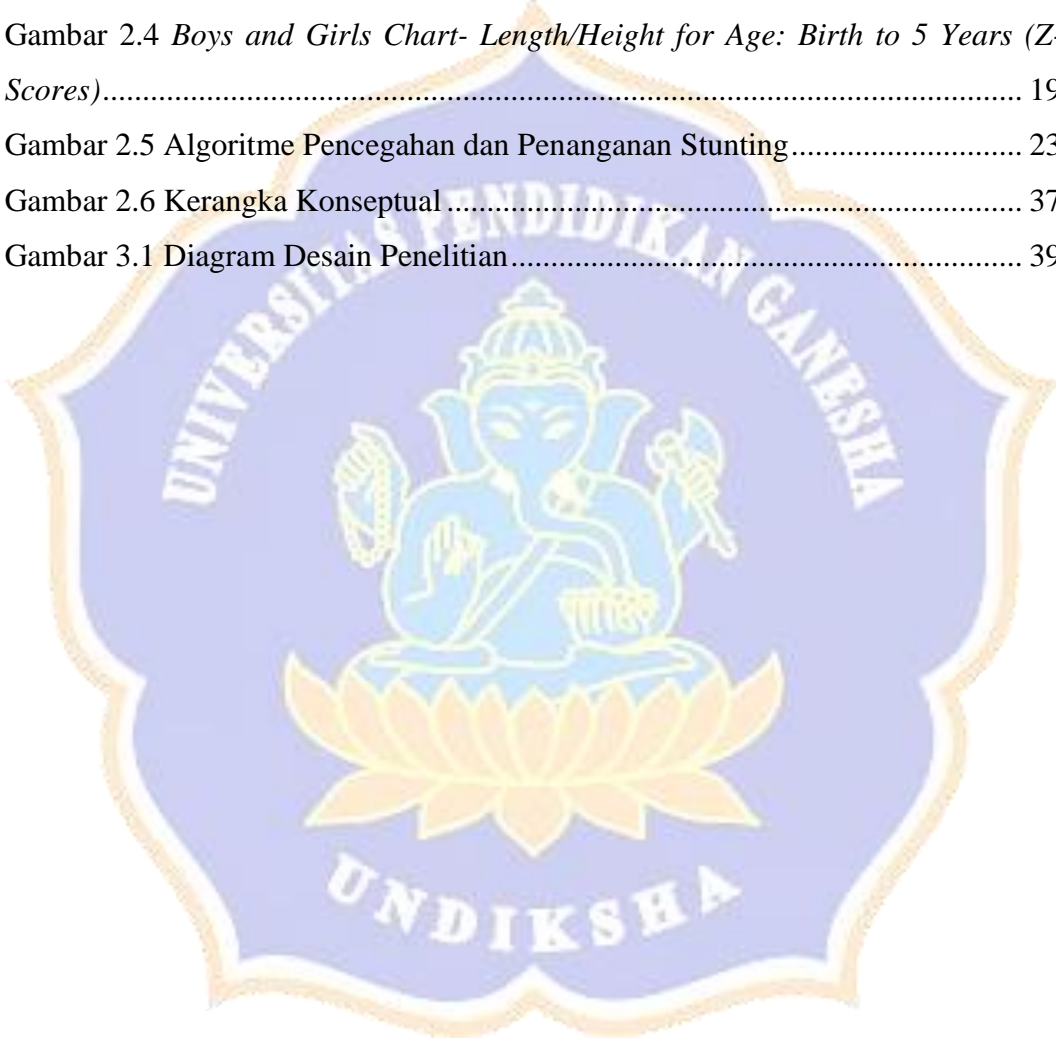 Gambar 2.4 Boys and Girls Chart- Length/Height for Age: Birth to 5 Years (Z-
Scores)........................................................................................................................ 19
Gambar 2.5 Algoritme Pencegahan dan Penanganan Stunting............................. 23
Gambar 2.6 Kerangka Konseptual......................................................................... 37
Gambar 3.1 Diagram Desain Penelitian................................................................. 39
UNIVERSITAS PENDIDIKAN GANESHA
UNDIKSHA